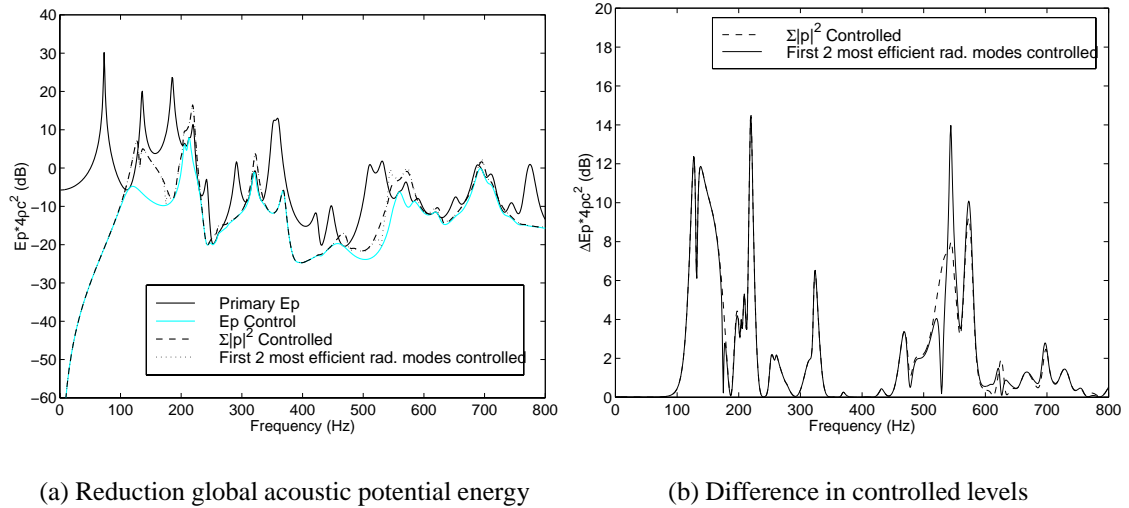 40
30
20
10
0
−10
−20
−30
−40
−50
−60
Ep*4ρc² (dB)
Primary Ep
Ep Control
Σ|p|² Controlled
First 2 most efficient rad. modes controlled
0 100 200 300 400 500 600 700 800
Frequency (Hz)
(a) Reduction global acoustic potential energy
20
18
16
14
12
10
8
6
4
2
0
ΔEp*4ρc² (dB)
Σ|p|² Controlled
First 2 most efficient rad. modes controlled
0 100 200 300 400 500 600 700 800
Frequency (Hz)
(b) Difference in controlled levels